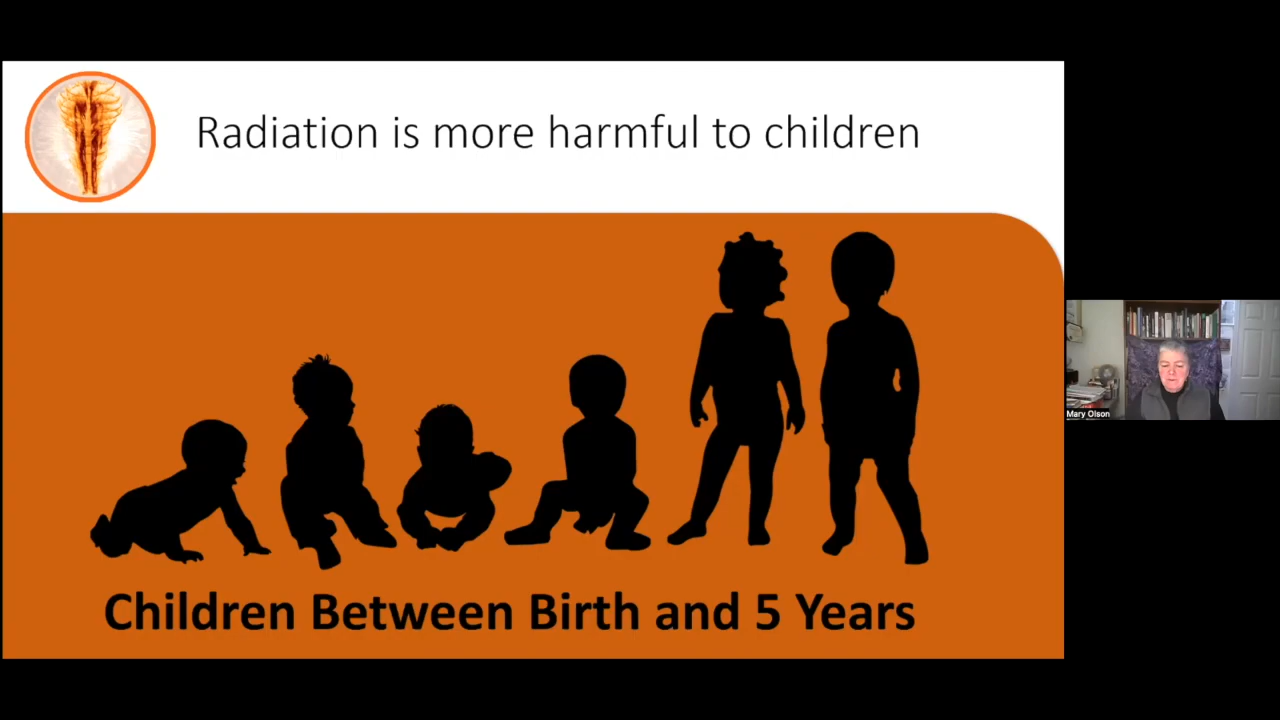 Radiation is more harmful to children
Children Between Birth and 5 Years
Mary Olson